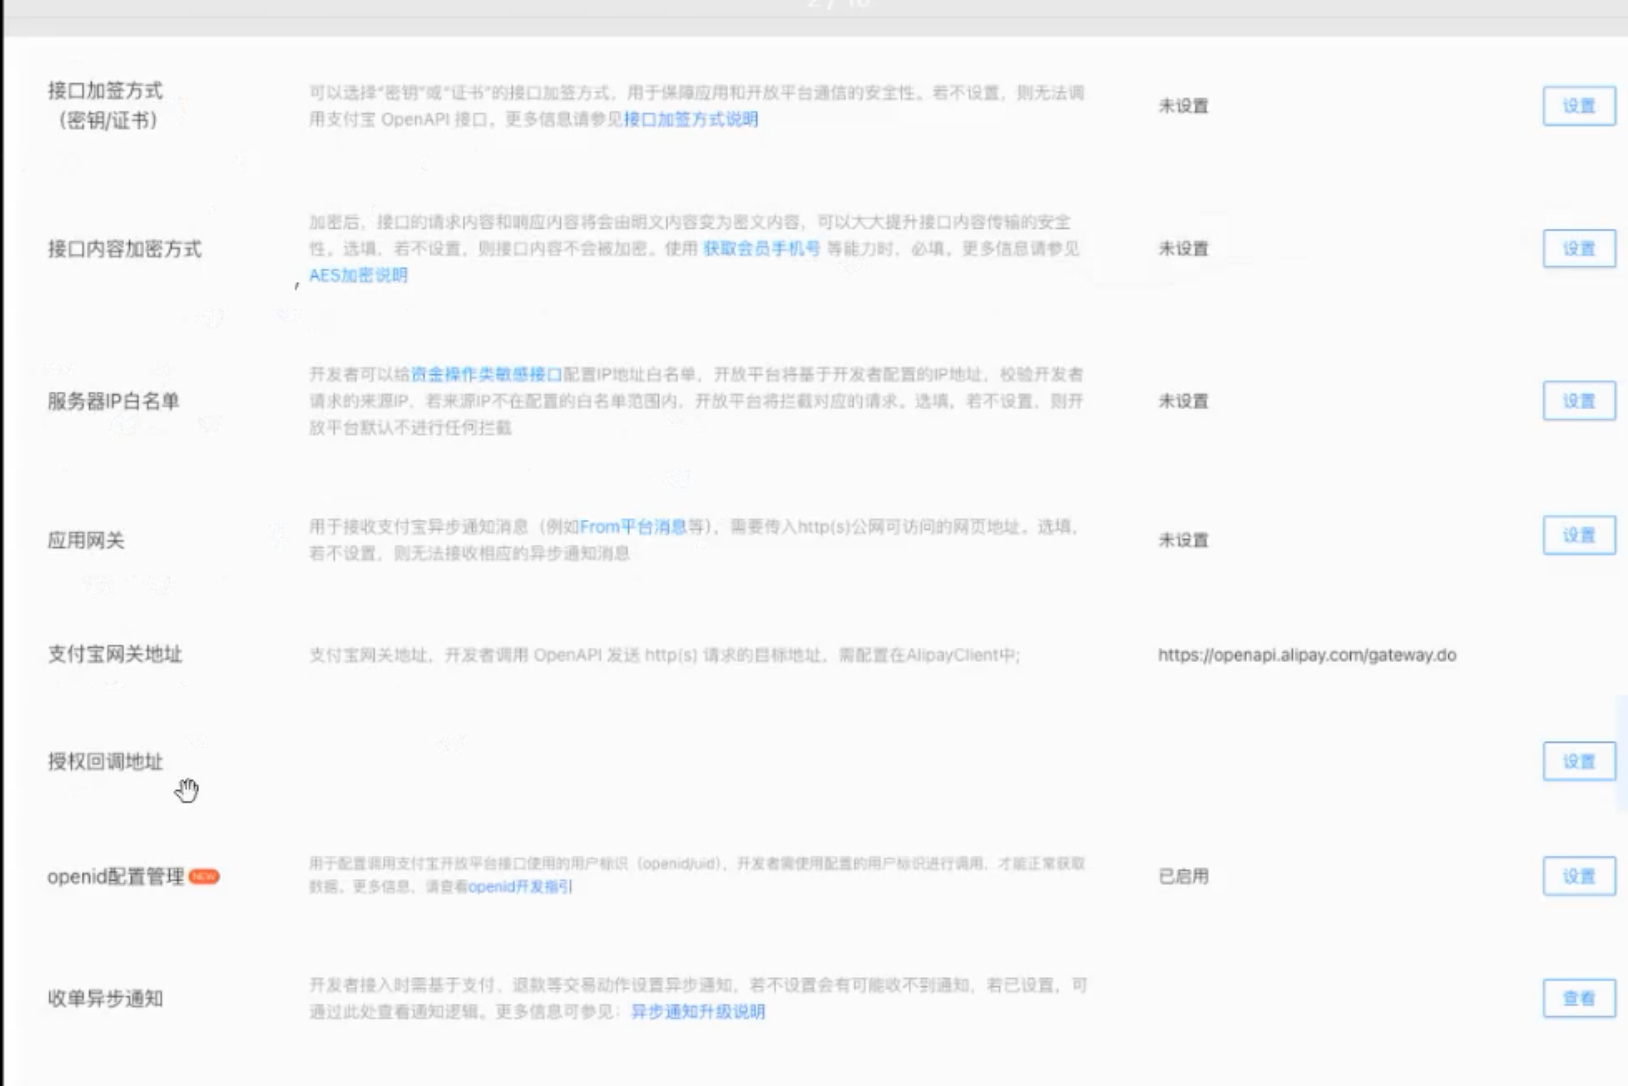 接口加签方式
（密钥/证书）
可以选择“密钥”或“证书”的接口加签方式，用于保障应用和开放平台通信的安全性。若不设置，则无法调
用支付宝 OpenAPI 接口。更多信息请参见接口加签方式说明
未设置
设置
接口内容加密方式
加密后，接口的请求内容和响应内容将会由明文内容变为密文内容，可以大大提升接口内容传输的安全
性。选填，若不设置，则接口内容不会被加密。使用 获取会员手机号 等能力时，必填。更多信息请参见
AES加密说明
未设置
设置
服务器IP白名单
开发者可以给资金操作类敏感接口配置IP地址白名单，开放平台将基于开发者配置的IP地址，校验开发者
请求的来源IP，若来源IP不在配置的白名单范围内，开放平台将拦截对应的请求。选填，若不设置，则开
放平台默认不进行任何拦截
未设置
设置
应用网关
用于接收支付宝异步通知消息（例如From平台消息等），需要传入http(s)公网可访问的网页地址。选填，
若不设置，则无法接收相应的异步通知消息
未设置
设置
支付宝网关地址
支付宝网关地址，开发者调用 OpenAPI 发送 http(s) 请求的目标地址，需配置在AlipayClient中;
https://openapi.alipay.com/gateway.do
授权回调地址
设置
openid配置管理 NEW
用于配置调用支付宝开放平台接口使用的用户标识（openid/uid），开发者需使用配置的用户标识进行调用，才能正常获取
数据。更多信息，请查看openid开发指引
已启用
设置
收单异步通知
开发者接入时需基于支付、退款等交易动作设置异步通知，若不设置会有可能收不到通知，若已设置，可
通过此处查看通知逻辑。更多信息可参见：异步通知升级说明
查看